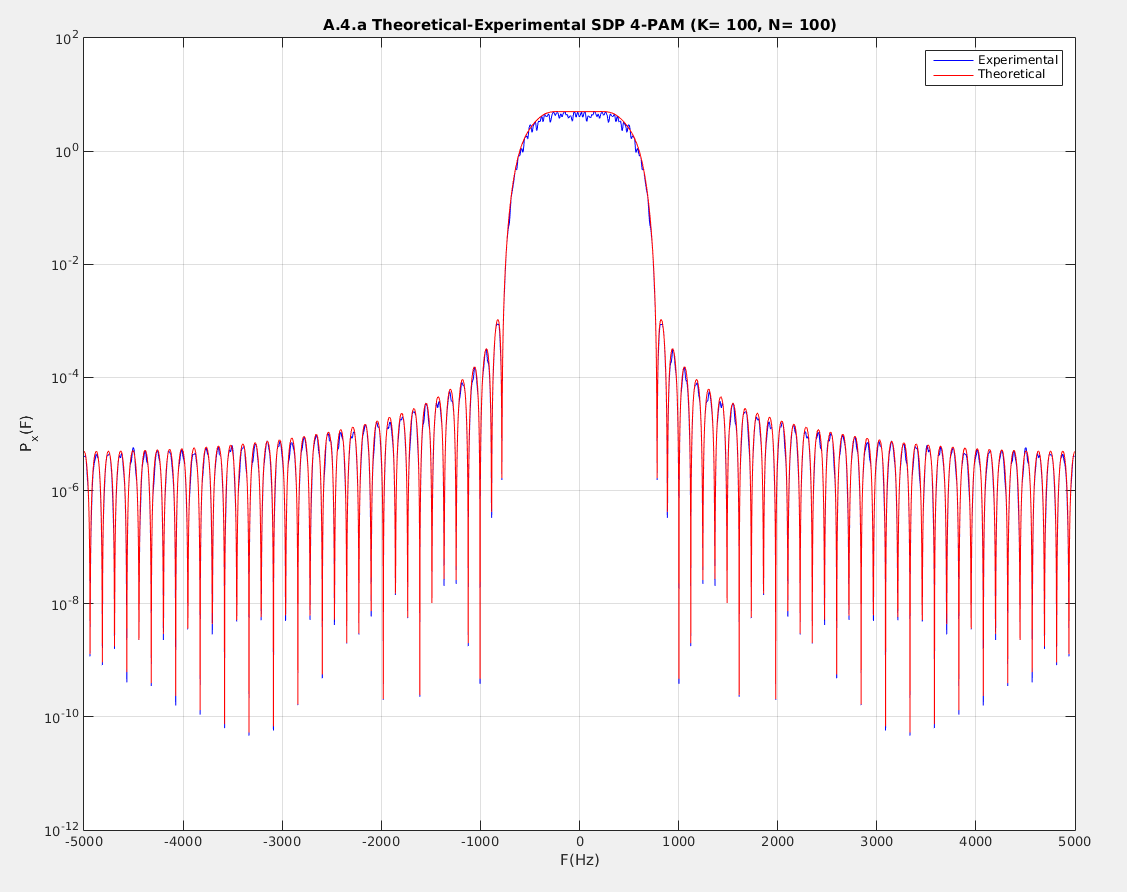 A.4.a Theoretical-Experimental SDP 4-PAM (K= 100, N= 100)
Experimental
Theoretical
10^2
10^0
10^-2
10^-4
10^-6
10^-8
10^-10
10^-12
P_x(F)
-5000 -4000 -3000 -2000 -1000 0 1000 2000 3000 4000 5000
F(Hz)